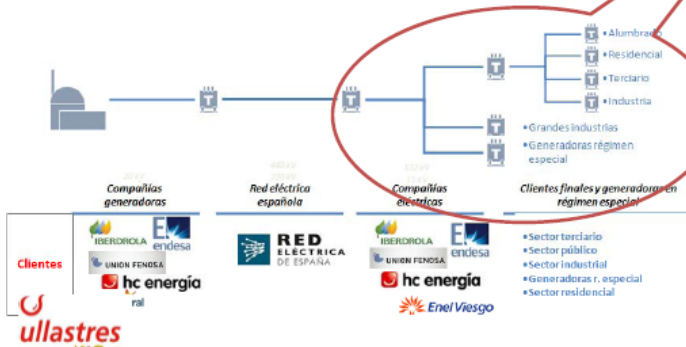 T
• Alumbrado
T
• Residencial
T
• Terciario
T
• Industria
T
T
T
T
• Grandes industrias
T
• Generadoras régimen
especial
Compañías
generadoras
Red eléctrica
española
Compañías
eléctricas
Clientes finales y generadoras en
régimen especial
Clientes
IBERDROLA
endesa
UNION FENOSA
hc energía
ral
RED
ELÉCTRICA
DE ESPAÑA
IBERDROLA
endesa
UNION FENOSA
hc energía
Enel Viesgo
• Sector terciario
• Sector público
• Sector industrial
• Generadoras r. especial
• Sector residencial
ullastres